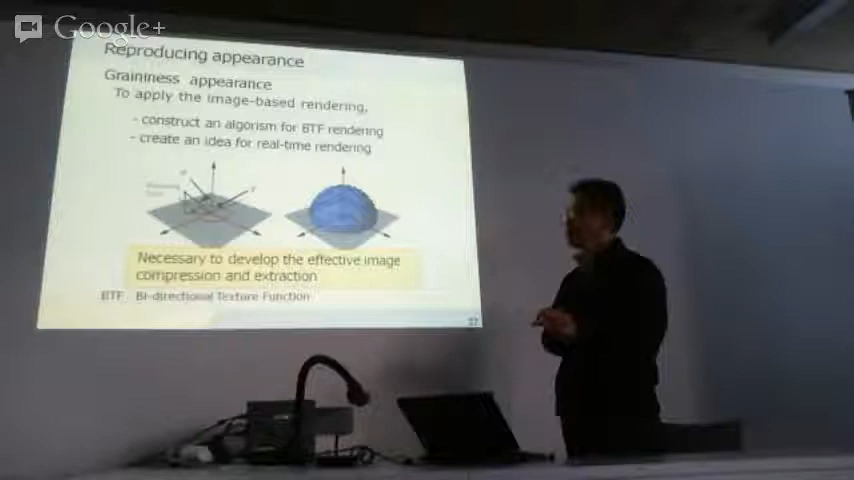 Google+
Reproducing appearance
Graininess appearance
To apply the image-based rendering,
- construct an algorism for BTF rendering
- create an idea for real-time rendering
Necessary to develop the effective image
compression and extraction
BTF Bi-directional Texture Function